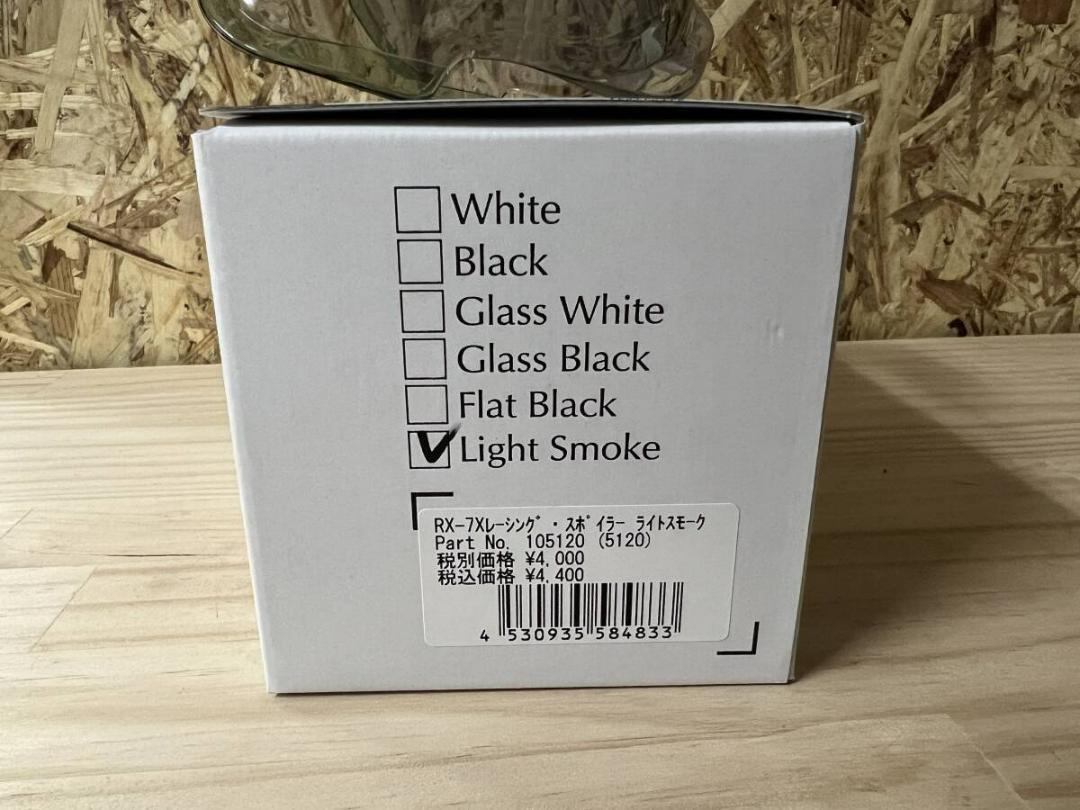 White
Black
Glass White
Glass Black
Flat Black
Light Smoke
RX-7Xﾚｰｼﾝｸﾞ・ｽﾎﾟｲﾗｰ ﾗｲﾄｽﾓｰｸ
Part No. 105120 (5120)
税別価格 ¥4,000
税込価格 ¥4,400
4 530935 584833